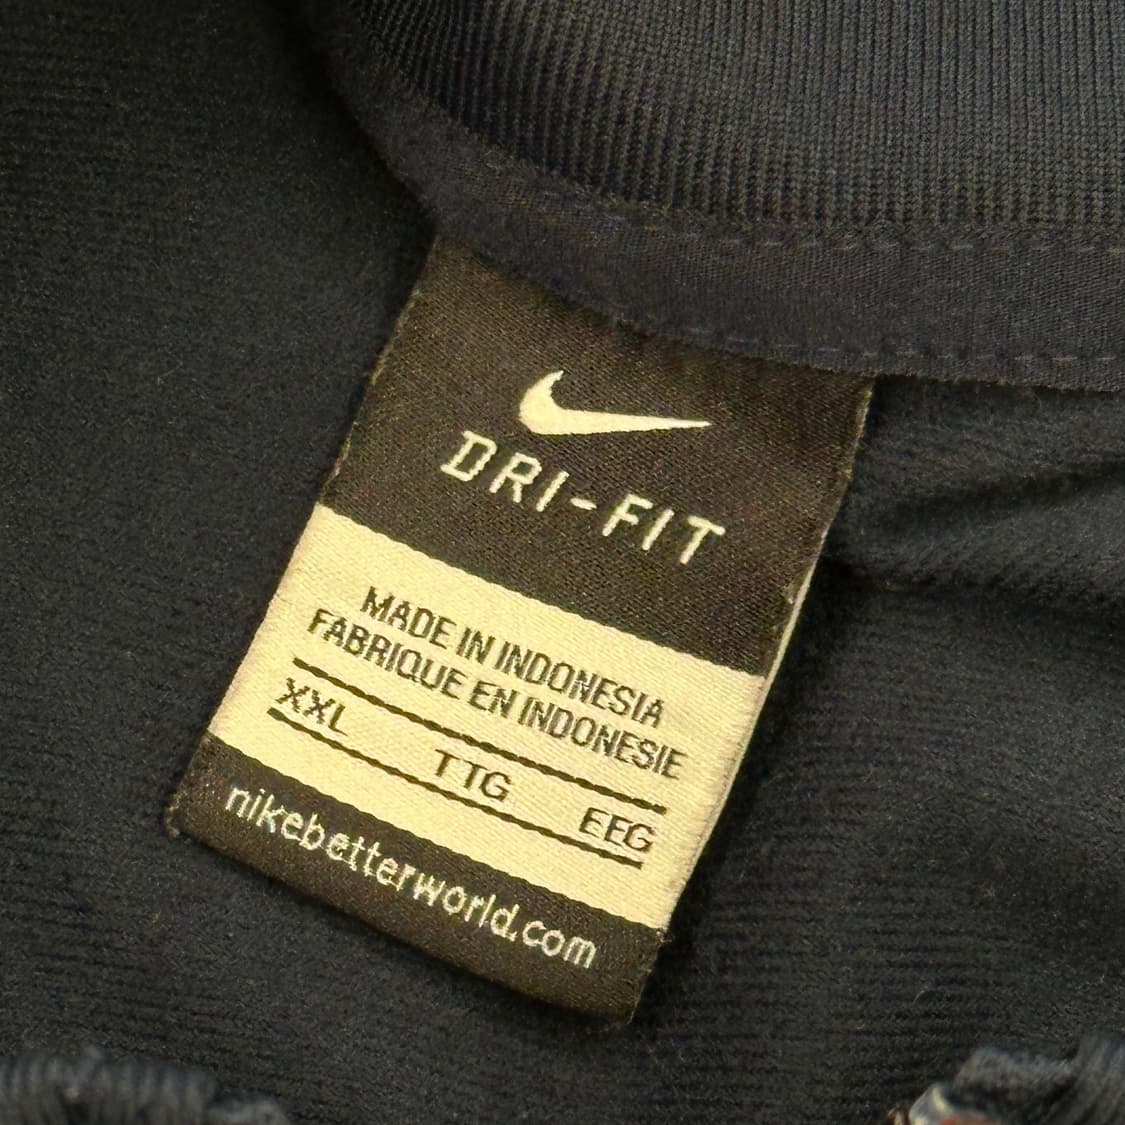 DRI-FIT
MADE IN INDONESIA
FABRIQUE EN INDONESIE
XXL TTG EEG
nikebetterworld.com